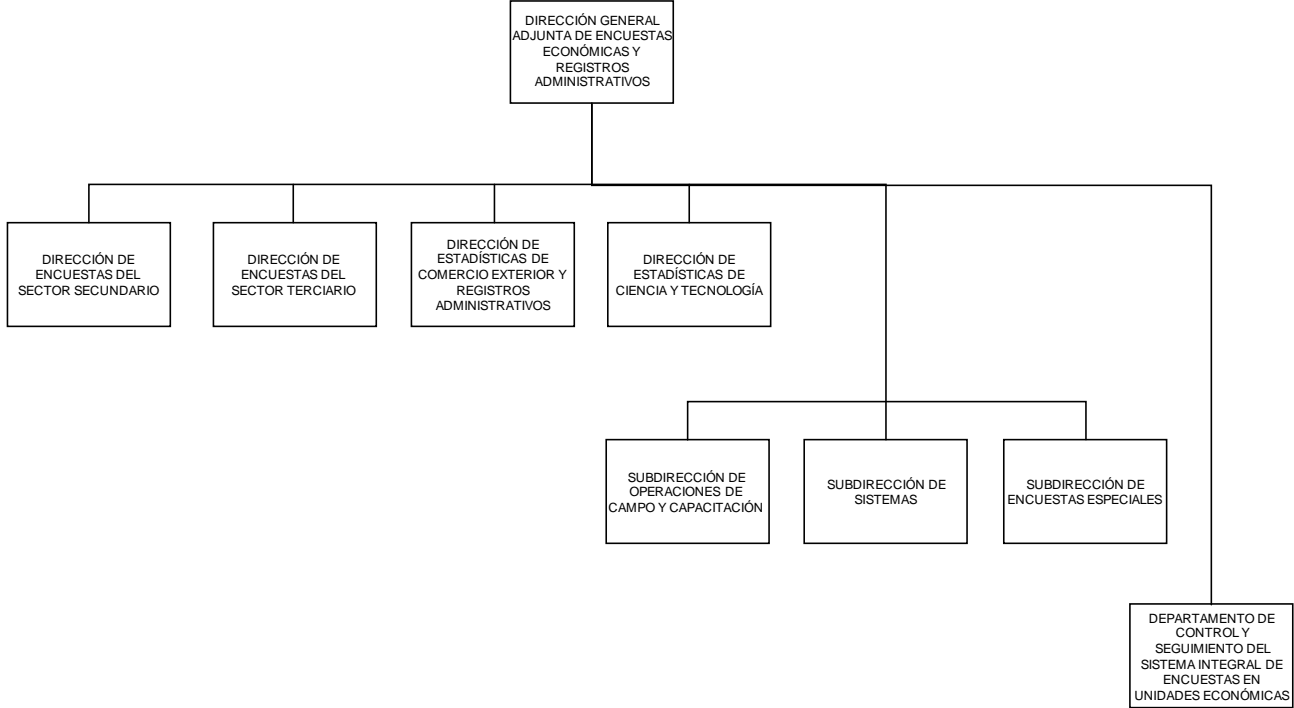 DIRECCIÓN GENERAL
ADJUNTA DE ENCUESTAS
ECONÓMICAS Y
REGISTROS
ADMINISTRATIVOS
DIRECCIÓN DE
ENCUESTAS DEL
SECTOR SECUNDARIO
DIRECCIÓN DE
ENCUESTAS DEL
SECTOR TERCIARIO
DIRECCIÓN DE
ESTADÍSTICAS DE
COMERCIO EXTERIOR Y
REGISTROS
ADMINISTRATIVOS
DIRECCIÓN DE
ESTADÍSTICAS DE
CIENCIA Y TECNOLOGÍA
SUBDIRECCIÓN DE
OPERACIONES DE
CAMPO Y CAPACITACIÓN
SUBDIRECCIÓN DE
SISTEMAS
SUBDIRECCIÓN DE
ENCUESTAS ESPECIALES
DEPARTAMENTO DE
CONTROL Y
SEGUIMIENTO DEL
SISTEMA INTEGRAL DE
ENCUESTAS EN
UNIDADES ECONÓMICAS